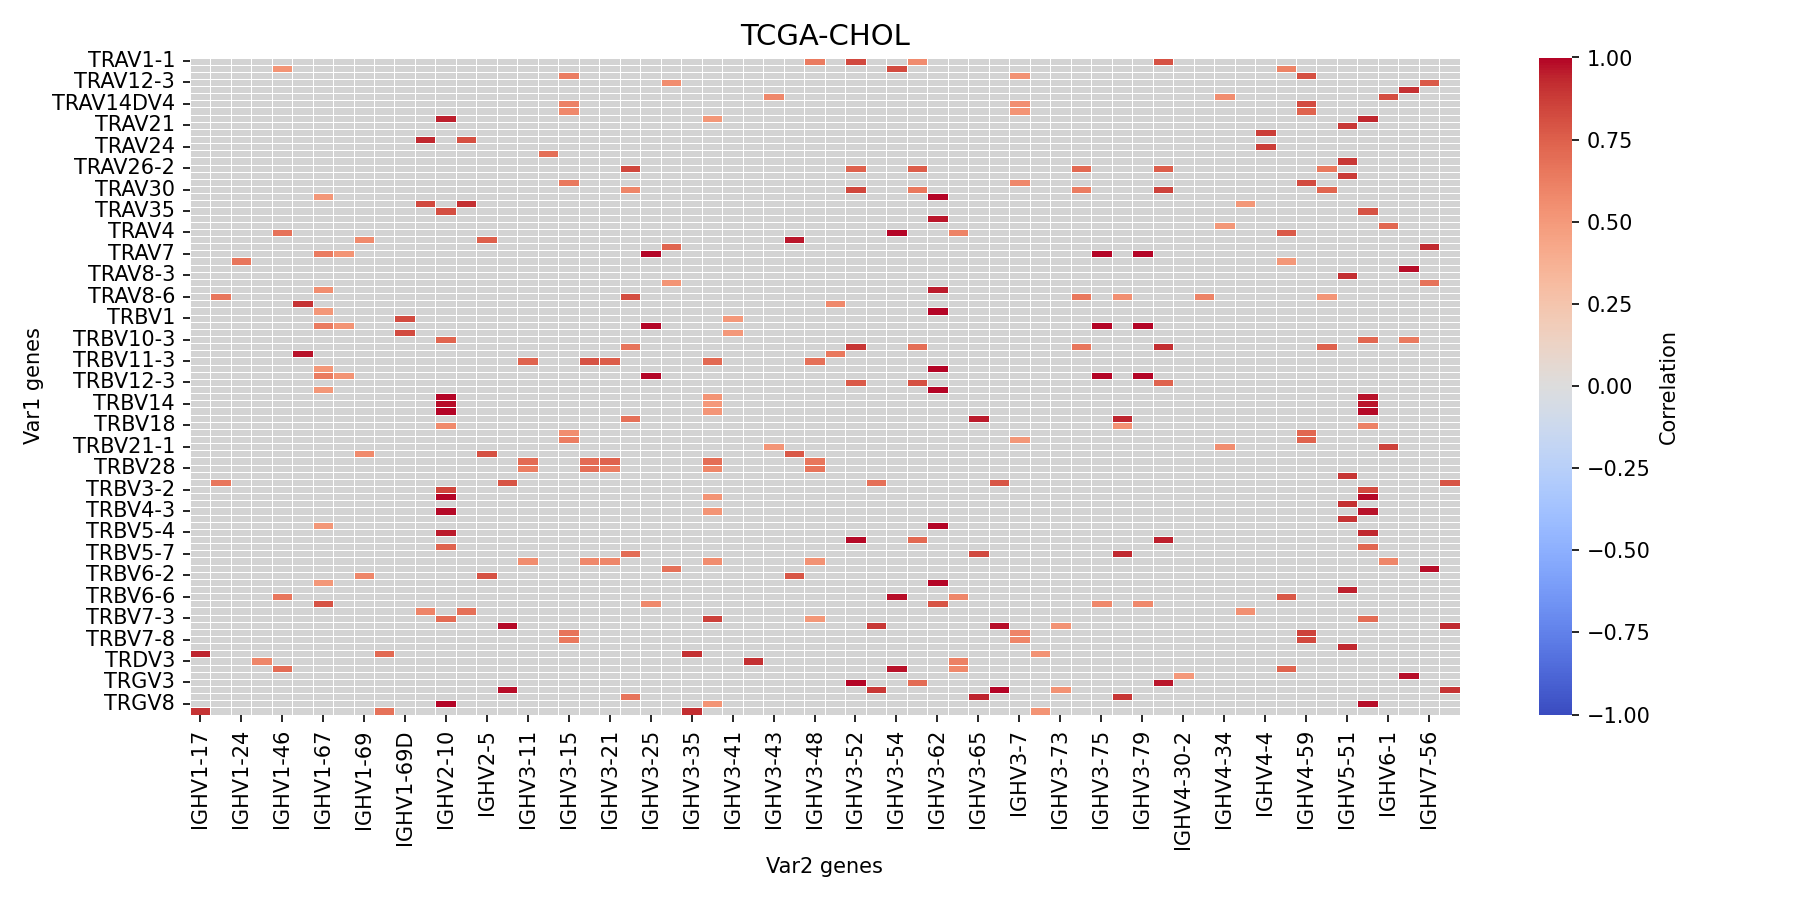 TCGA-CHOL
Var1 genes
TRAV1-1
TRAV12-3
TRAV14DV4
TRAV21
TRAV24
TRAV26-2
TRAV30
TRAV35
TRAV4
TRAV7
TRAV8-3
TRAV8-6
TRBV1
TRBV10-3
TRBV11-3
TRBV12-3
TRBV14
TRBV18
TRBV21-1
TRBV28
TRBV3-2
TRBV4-3
TRBV5-4
TRBV5-7
TRBV6-2
TRBV6-6
TRBV7-3
TRBV7-8
TRDV3
TRGV3
TRGV8
IGHV1-17
IGHV1-24
IGHV1-46
IGHV1-67
IGHV1-69
IGHV1-69D
IGHV2-10
IGHV2-5
IGHV3-11
IGHV3-15
IGHV3-21
IGHV3-25
IGHV3-35
IGHV3-41
IGHV3-43
IGHV3-48
IGHV3-52
IGHV3-54
IGHV3-62
IGHV3-65
IGHV3-7
IGHV3-73
IGHV3-75
IGHV3-79
IGHV4-30-2
IGHV4-34
IGHV4-4
IGHV4-59
IGHV5-51
IGHV6-1
IGHV7-56
Var2 genes
1.00
0.75
0.50
0.25
0.00
−0.25
−0.50
−0.75
−1.00
Correlation